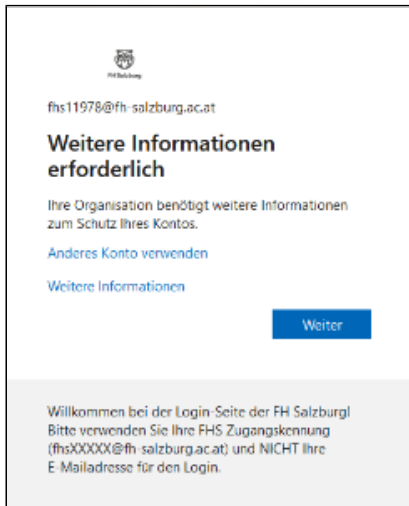 FH Salzburg
fhs11978@fh-salzburg.ac.at
Weitere Informationen
erforderlich
Ihre Organisation benötigt weitere Informationen
zum Schutz Ihres Kontos.
Anderes Konto verwenden
Weitere Informationen
Weiter
Willkommen bei der Login-Seite der FH Salzburg!
Bitte verwenden Sie Ihre FHS Zugangskennung
(fhsXXXXX@fh-salzburg.ac.at) und NICHT Ihre
E-Mailadresse für den Login.